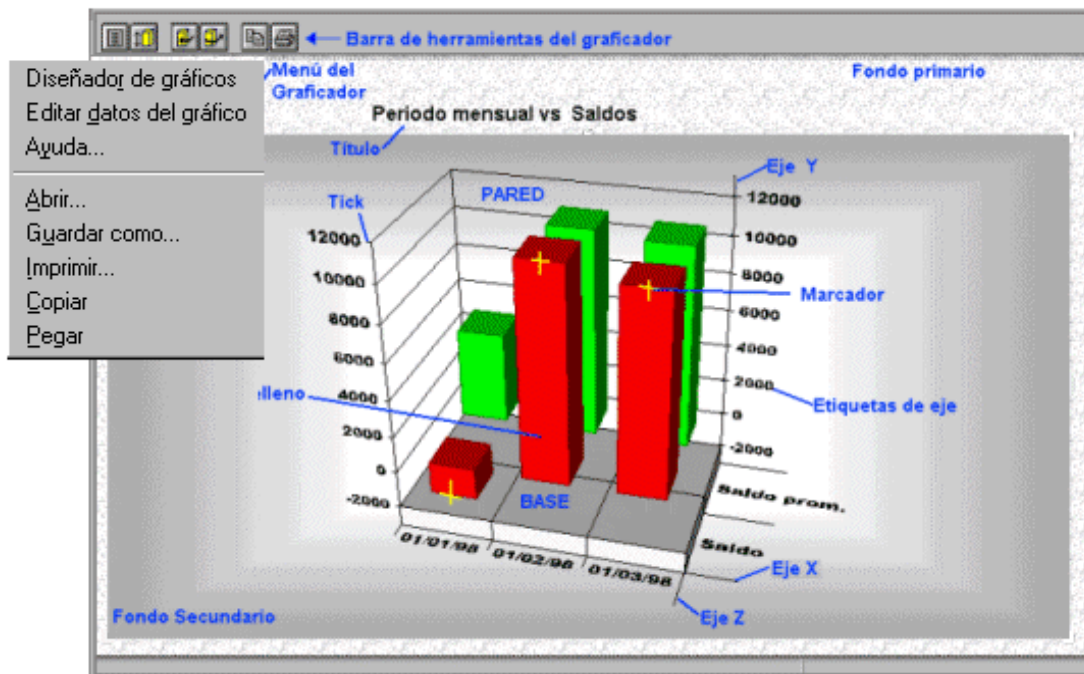 Barra de herramientas del graficador
Diseñador de gráficos
Editar datos del gráfico
Ayuda...
Abrir...
Guardar como...
Imprimir...
Copiar
Pegar
Menú del
Graficador
Fondo primario
Periodo mensual vs Saldos
Título
Eje Y
Tick
PARED
12000
10000
8000
6000
4000
2000
0
-2000
12000
10000
8000
6000
4000
2000
0
-2000
Marcador
elleno
Etiquetas de eje
BASE
Saldo prom.
Saldo
01/01/98
01/02/98
01/03/98
Eje X
Eje Z
Fondo Secundario